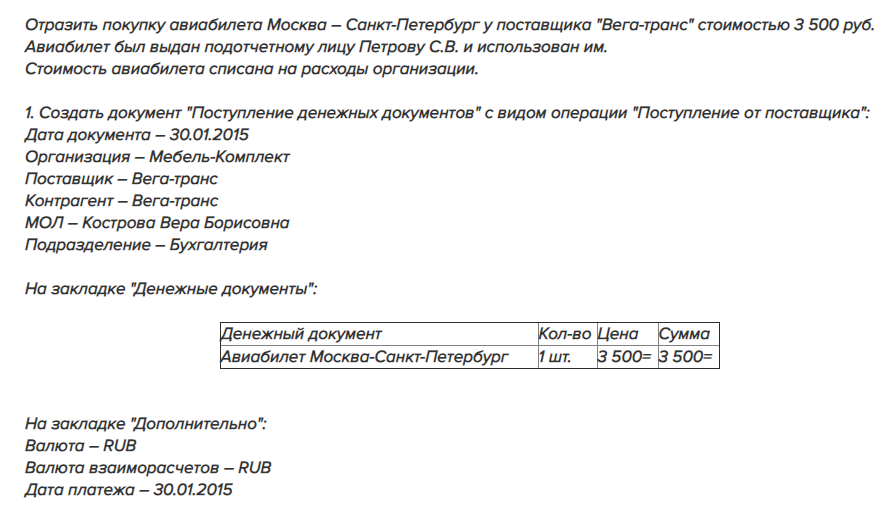 Отразить покупку авиабилета Москва – Санкт-Петербург у поставщика "Вега-транс" стоимостью 3 500 руб.
Авиабилет был выдан подотчетному лицу Петрову С.В. и использован им.
Стоимость авиабилета списана на расходы организации.
1. Создать документ "Поступление денежных документов" с видом операции "Поступление от поставщика":
Дата документа – 30.01.2015
Организация – Мебель-Комплект
Поставщик – Вега-транс
Контрагент – Вега-транс
МОЛ – Кострова Вера Борисовна
Подразделение – Бухгалтерия
На закладке "Денежные документы":
Денежный документ Кол-во Цена Сумма
Авиабилет Москва-Санкт-Петербург 1 шт. 3 500= 3 500=
На закладке "Дополнительно":
Валюта – RUB
Валюта взаиморасчетов – RUB
Дата платежа – 30.01.2015